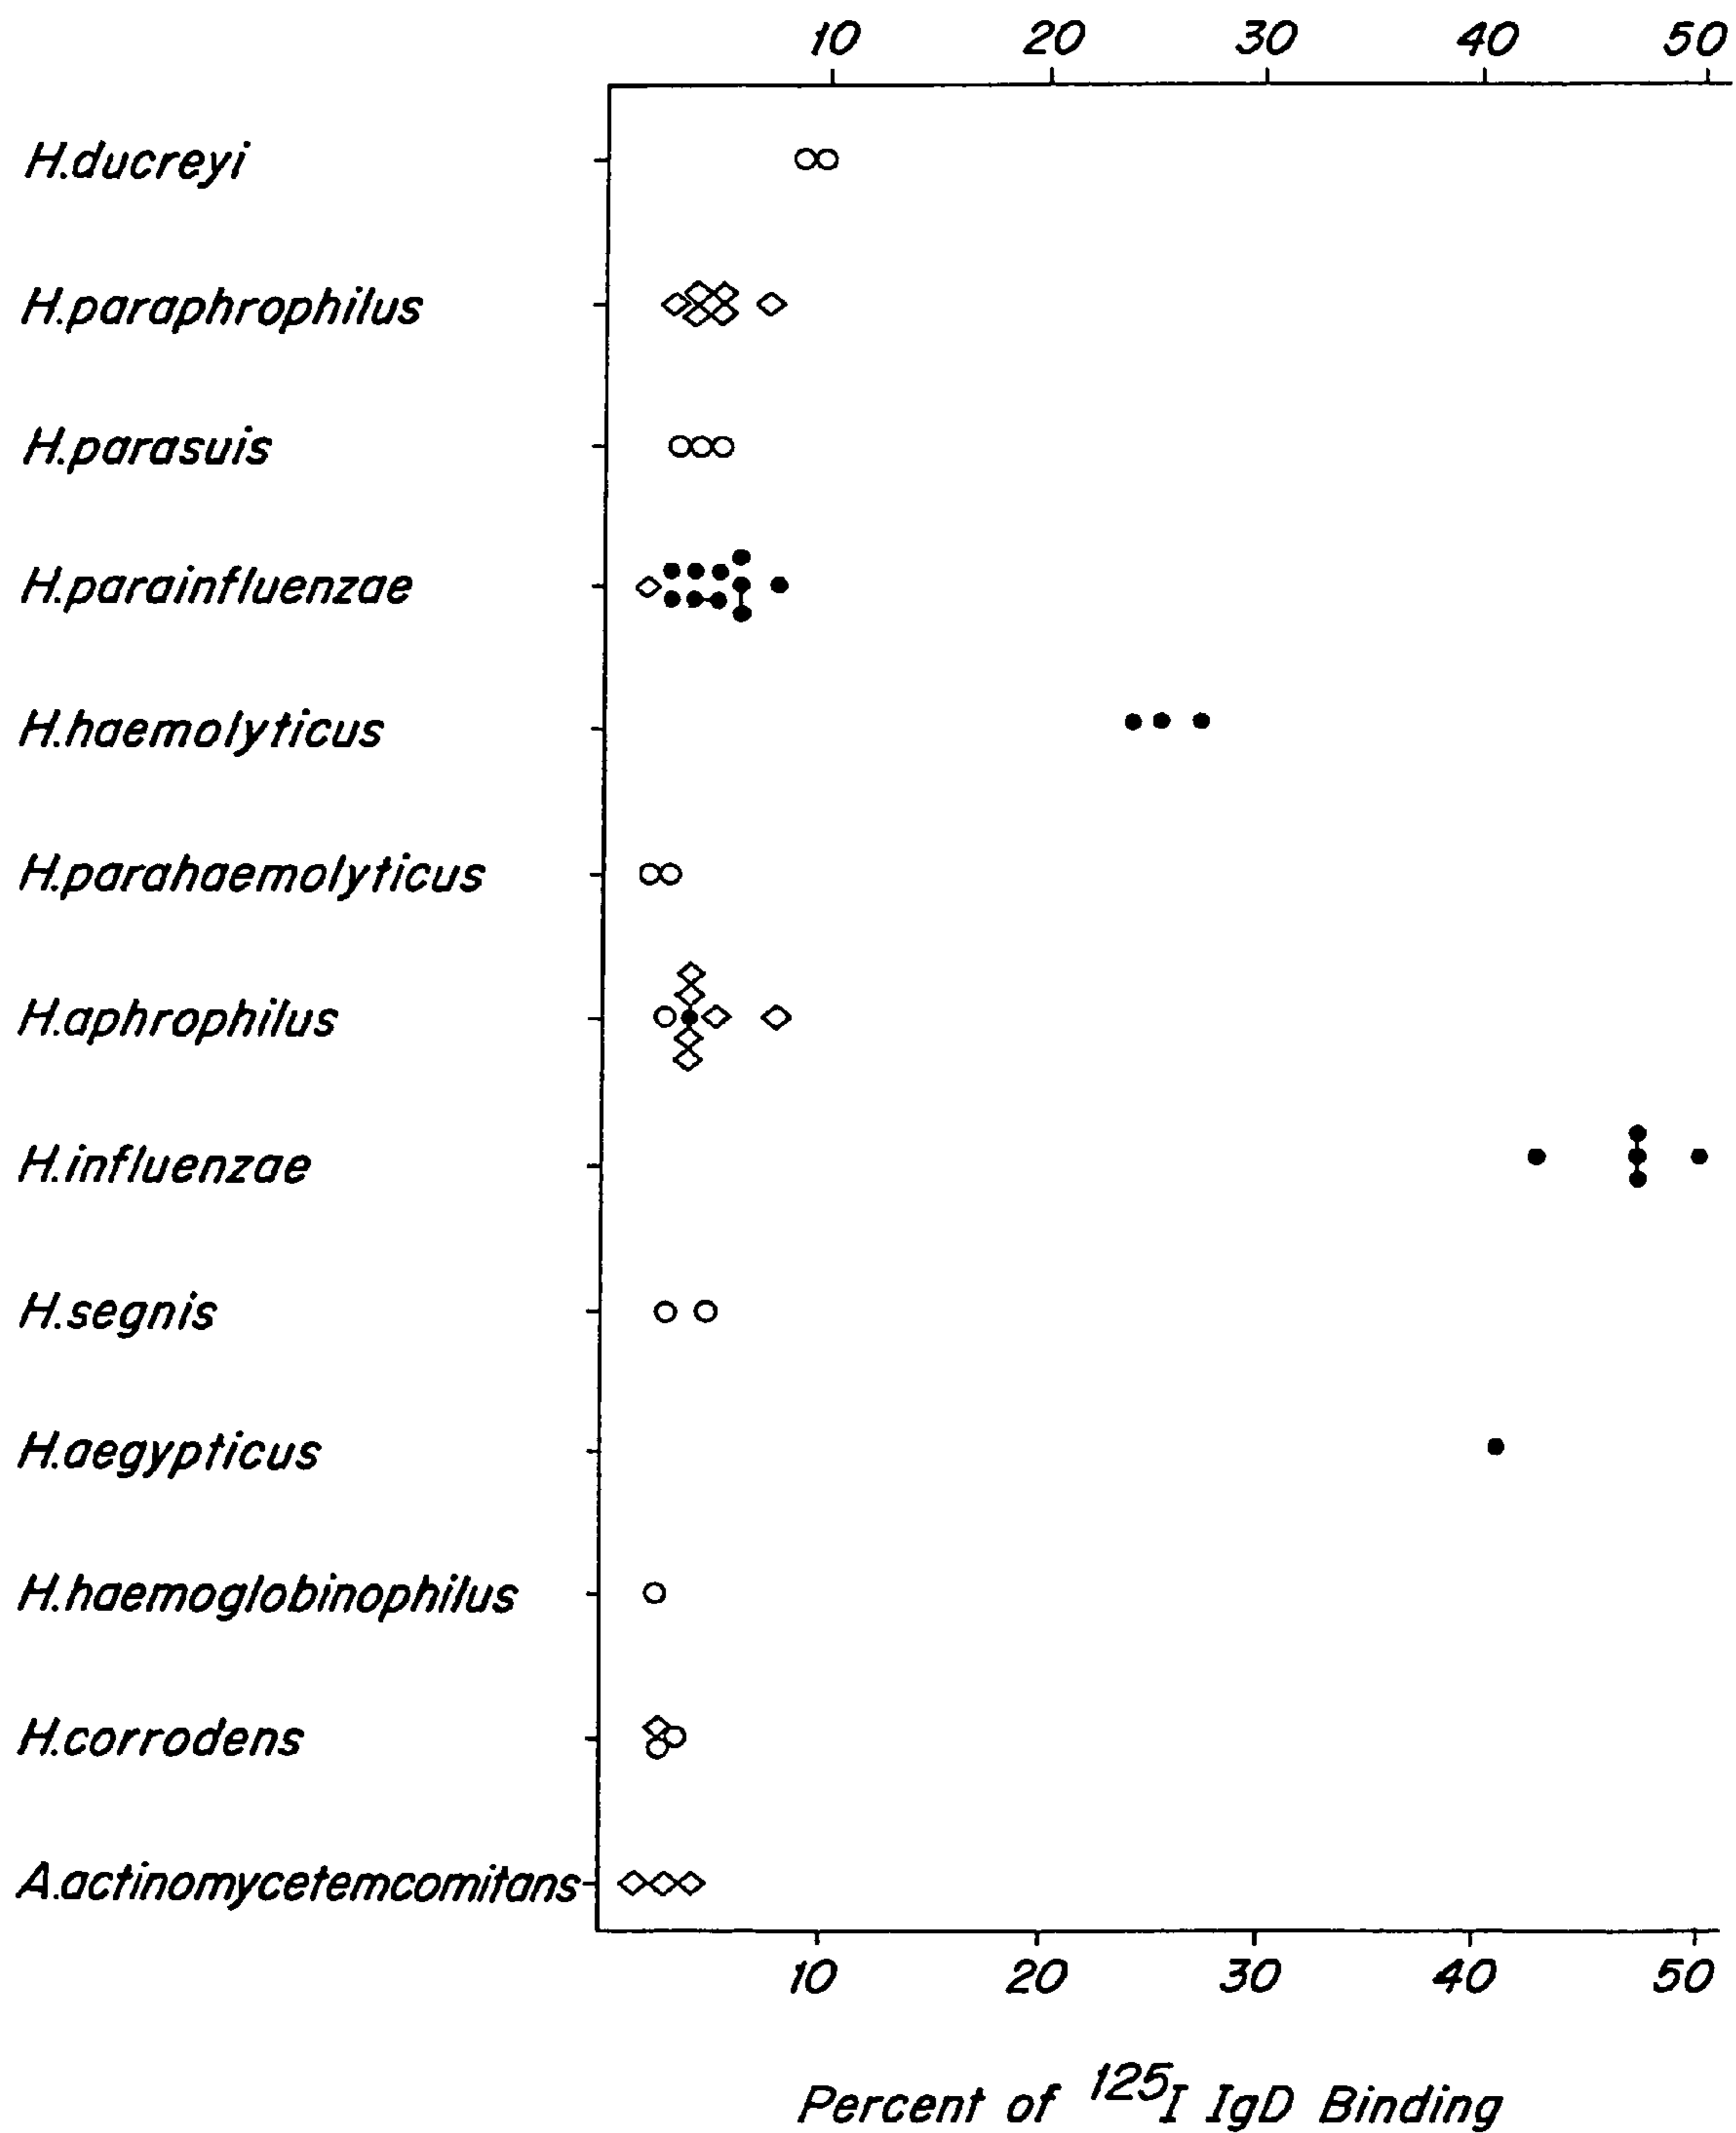 10 20 30 40 50
H.ducreyi
H.paraphrophilus
H.parasuis
H.parainfluenzae
H.haemolyticus
H.parahaemolyticus
H.aphrophilus
H.influenzae
H.segnis
H.aegypticus
H.haemoglobinophilus
H.corrodens
A.actinomycetemcomitans
10 20 30 40 50
Percent of 125I IgD Binding